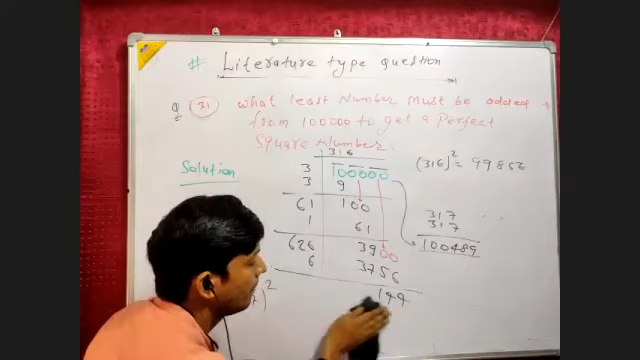 # Literature type question
Q 31 what least Number must be added
from 100000 to get a Perfect
Square Number.
Solution
316
3 100000
3 9
61 100
1 61
626 3900
6 3756
144
)²
(316)² = 99856
317
317
100489